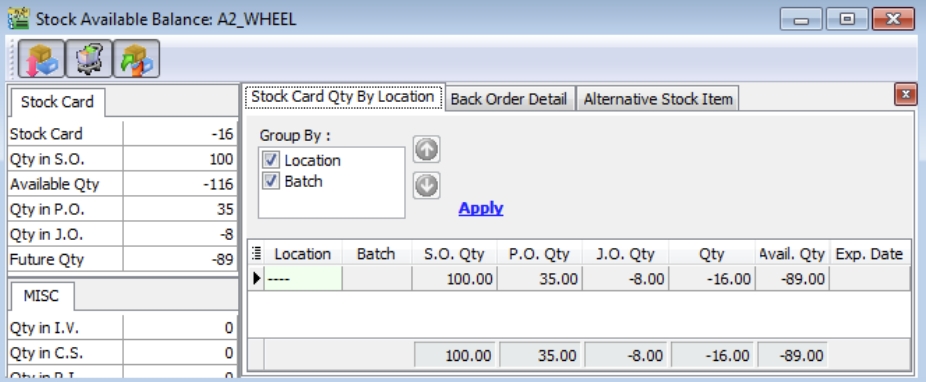 Stock Available Balance: A2_WHEEL
Stock Card
Stock Card -16
Qty in S.O. 100
Available Qty -116
Qty in P.O. 35
Qty in J.O. -8
Future Qty -89
MISC
Qty in I.V. 0
Qty in C.S. 0
Stock Card Qty By Location Back Order Detail Alternative Stock Item
Group By :
Location
Batch
Apply
Location Batch S.O. Qty P.O. Qty J.O. Qty Qty Avail. Qty Exp. Date
---- 100.00 35.00 -8.00 -16.00 -89.00
100.00 35.00 -8.00 -16.00 -89.00